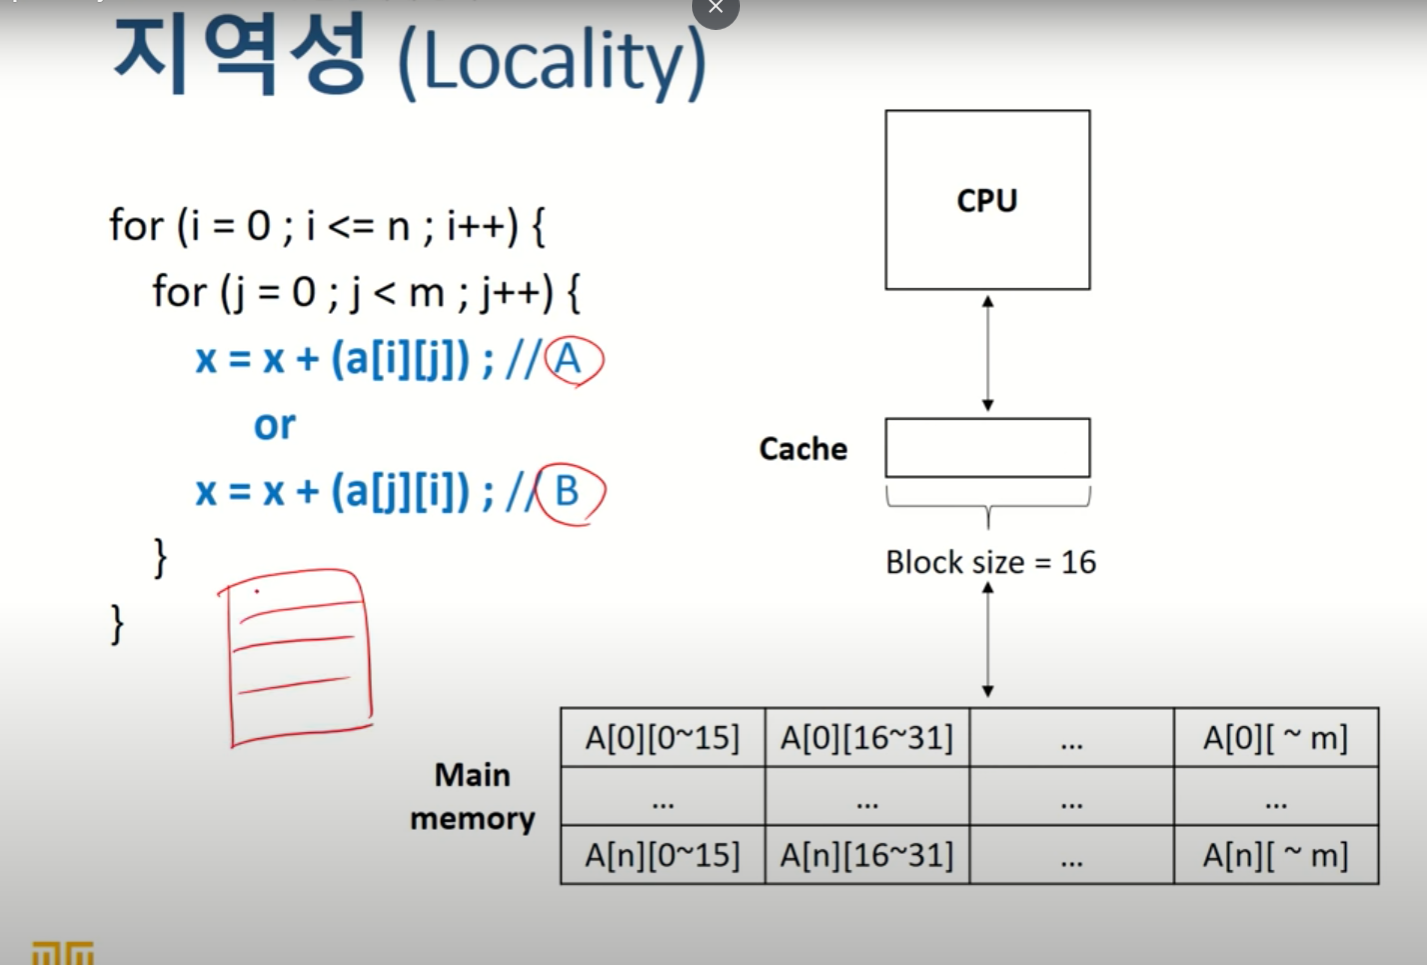 지역성 (Locality)
for (i = 0 ; i <= n ; i++) {
for (j = 0 ; j < m ; j++) {
x = x + (a[i][j]) ; //A
or
x = x + (a[j][i]) ; //B
}
}
CPU
Cache
Block size = 16
Main
memory
A[0][0~15] A[0][16~31] ... A[0][ ~ m]
... ... ... ...
A[n][0~15] A[n][16~31] ... A[n][ ~ m]